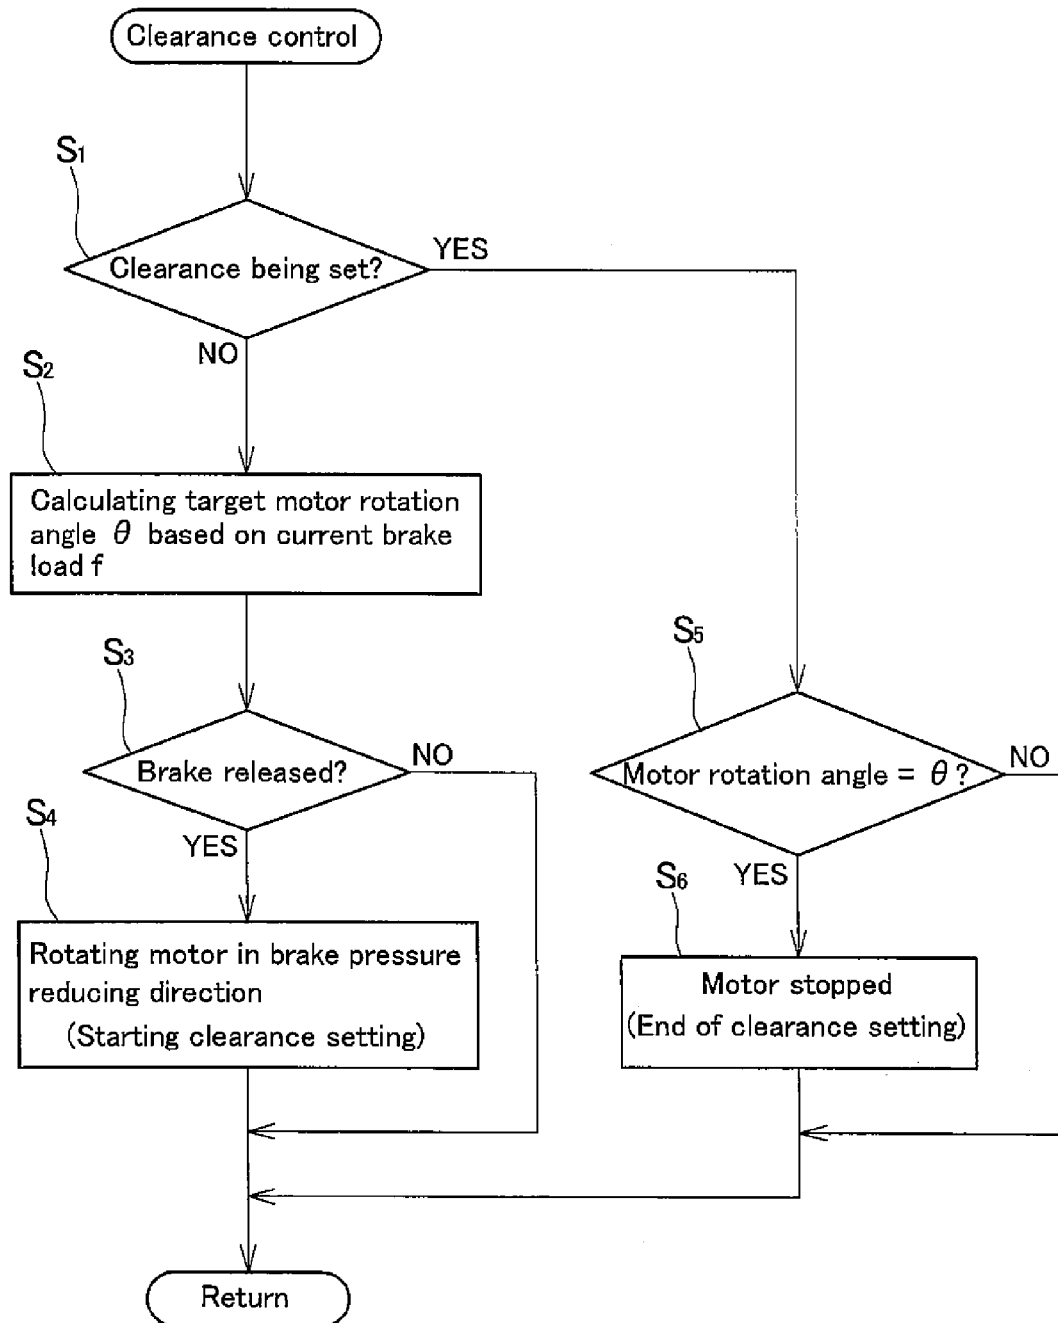 Clearance control
S1
Clearance being set?
YES
NO
S2
Calculating target motor rotation
angle θ based on current brake
load f
S3
Brake released?
NO
YES
S4
Rotating motor in brake pressure
reducing direction
(Starting clearance setting)
S5
Motor rotation angle = θ?
NO
YES
S6
Motor stopped
(End of clearance setting)
Return